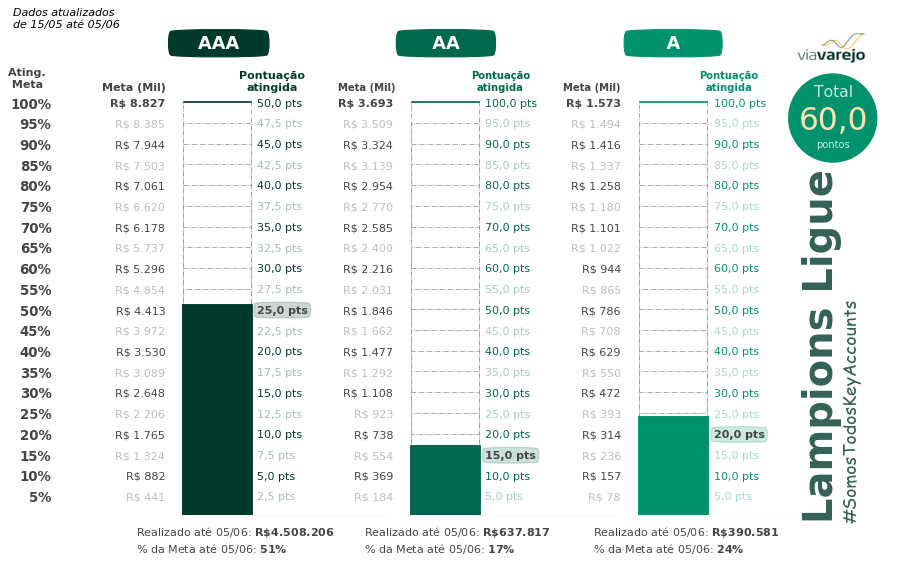 Dados atualizados
de 15/05 até 05/06
AAA AA A
viavarejo
Ating. Meta Meta (Mil) Pontuação atingida Meta (Mil) Pontuação atingida Meta (Mil) Pontuação atingida
100% R$ 8.827 50,0 pts R$ 3.693 100,0 pts R$ 1.573 100,0 pts
95% R$ 8.385 47,5 pts R$ 3.509 95,0 pts R$ 1.494 95,0 pts
90% R$ 7.944 45,0 pts R$ 3.324 90,0 pts R$ 1.416 90,0 pts
85% R$ 7.503 42,5 pts R$ 3.139 85,0 pts R$ 1.337 85,0 pts
80% R$ 7.061 40,0 pts R$ 2.954 80,0 pts R$ 1.258 80,0 pts
75% R$ 6.620 37,5 pts R$ 2.770 75,0 pts R$ 1.180 75,0 pts
70% R$ 6.178 35,0 pts R$ 2.585 70,0 pts R$ 1.101 70,0 pts
65% R$ 5.737 32,5 pts R$ 2.400 65,0 pts R$ 1.022 65,0 pts
60% R$ 5.296 30,0 pts R$ 2.216 60,0 pts R$ 944 60,0 pts
55% R$ 4.854 27,5 pts R$ 2.031 55,0 pts R$ 865 55,0 pts
50% R$ 4.413 25,0 pts R$ 1.846 50,0 pts R$ 786 50,0 pts
45% R$ 3.972 22,5 pts R$ 1.662 45,0 pts R$ 708 45,0 pts
40% R$ 3.530 20,0 pts R$ 1.477 40,0 pts R$ 629 40,0 pts
35% R$ 3.089 17,5 pts R$ 1.292 35,0 pts R$ 550 35,0 pts
30% R$ 2.648 15,0 pts R$ 1.108 30,0 pts R$ 472 30,0 pts
25% R$ 2.206 12,5 pts R$ 923 25,0 pts R$ 393 25,0 pts
20% R$ 1.765 10,0 pts R$ 738 20,0 pts R$ 314 20,0 pts
15% R$ 1.324 7,5 pts R$ 554 15,0 pts R$ 236 15,0 pts
10% R$ 882 5,0 pts R$ 369 10,0 pts R$ 157 10,0 pts
5% R$ 441 2,5 pts R$ 184 5,0 pts R$ 78 5,0 pts
Realizado até 05/06: R$4.508.206 Realizado até 05/06: R$637.817 Realizado até 05/06: R$390.581
% da Meta até 05/06: 51% % da Meta até 05/06: 17% % da Meta até 05/06: 24%
Total
60,0
pontos
Lampions Ligue
#SomosTodosKeyAccounts